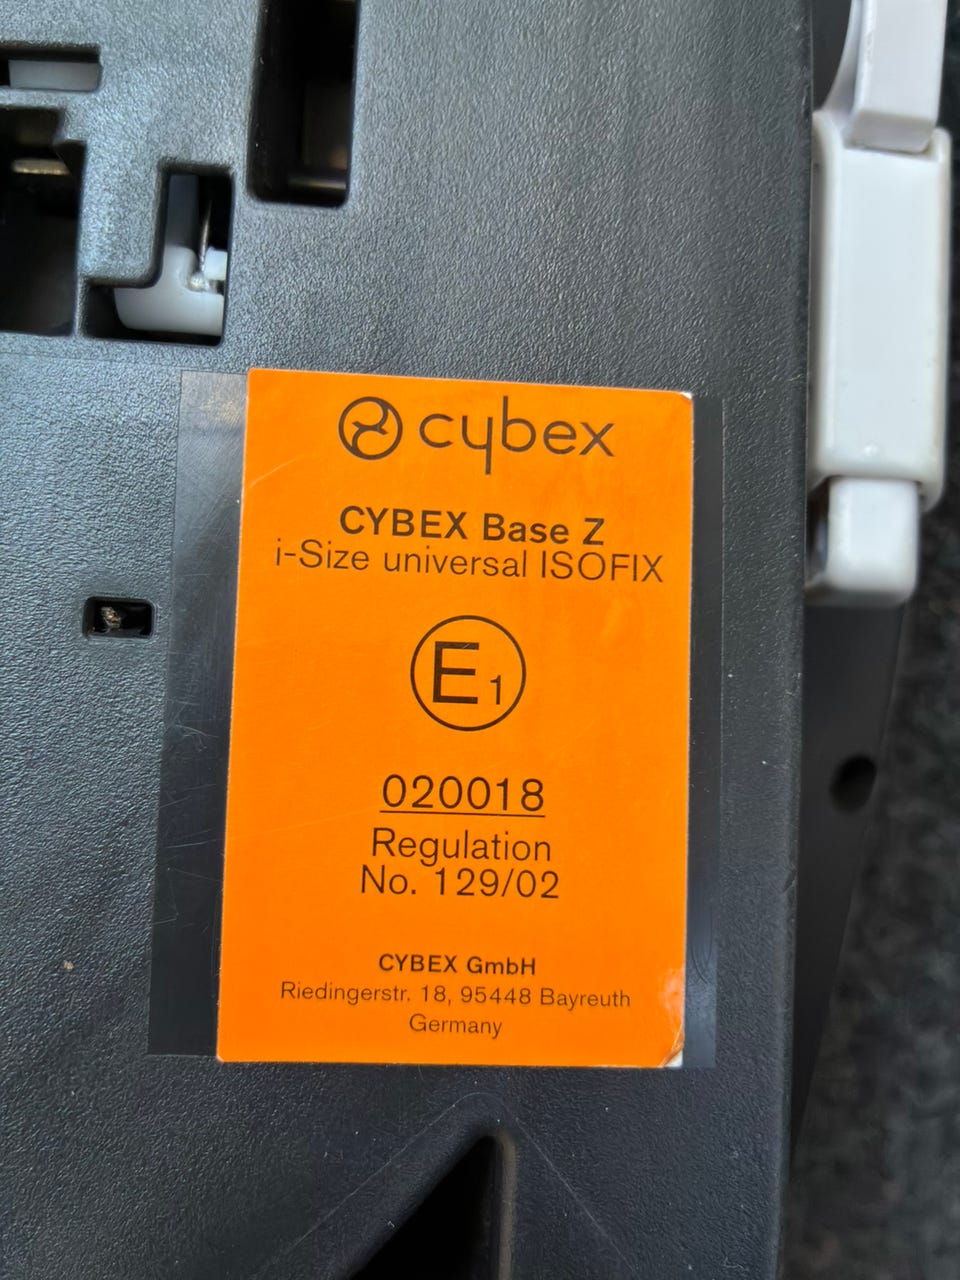 cybex
CYBEX Base Z
i-Size universal ISOFIX
E1
020018
Regulation
No. 129/02
CYBEX GmbH
Riedingerstr. 18, 95448 Bayreuth
Germany